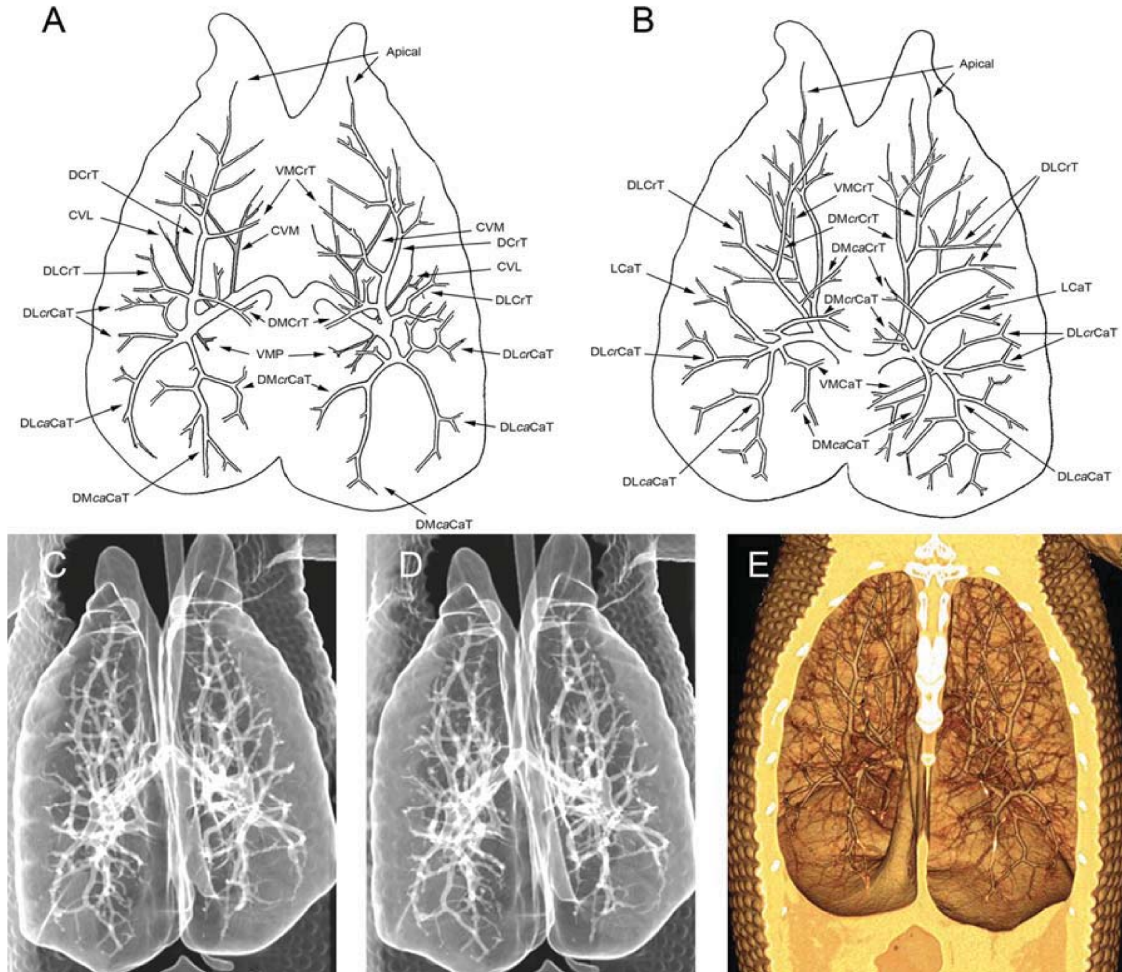 A
Apical
DCrT
VMCrT
CVL
CVM
CVM
DCrT
DLCrT
CVL
DLCrT
DLcrCaT
DMCrT
VMP
DLcrCaT
DMcrCaT
DLcaCaT
DLcaCaT
DMcaCaT
DMcaCaT
B
Apical
DLCrT
DLCrT
VMCrT
DMcrCrT
DMcaCrT
LCaT
LCaT
DMcrCaT
DLcrCaT
DLcrCaT
VMCaT
DMcaCaT
DLcaCaT
DLcaCaT
C
D
E